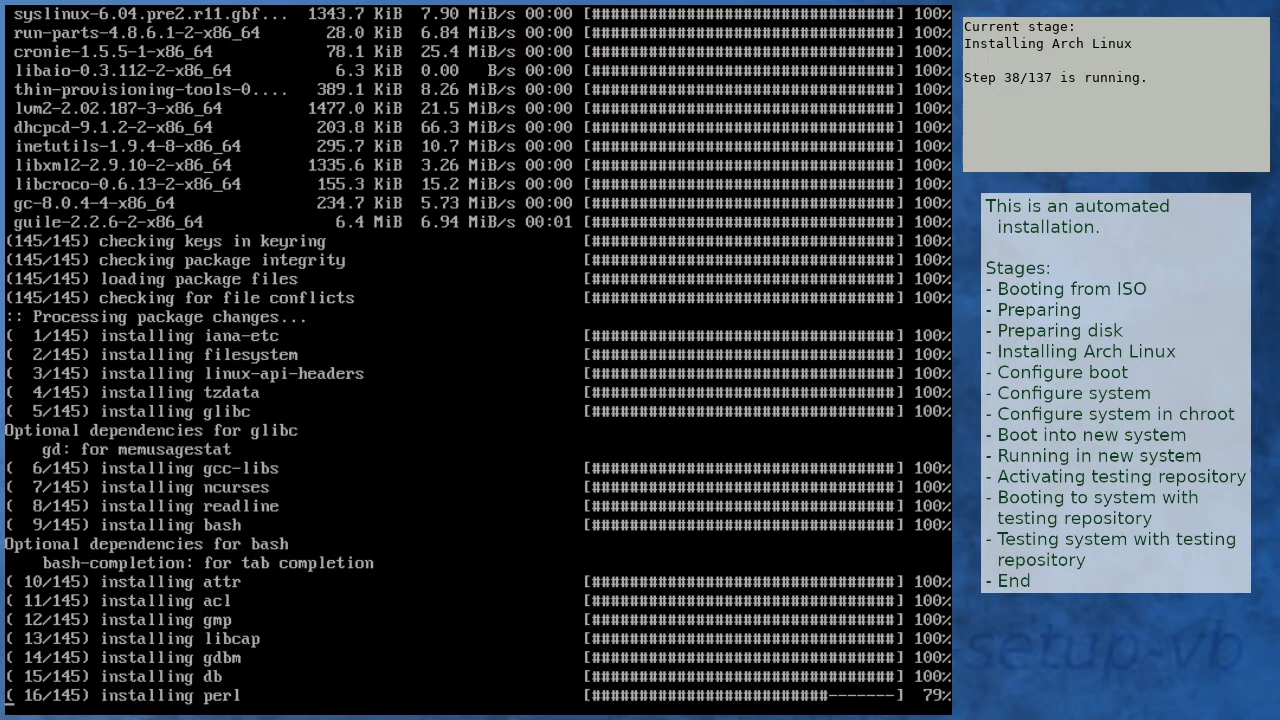 syslinux-6.04.pre2.r11.gbf... 1343.7 KiB 7.90 MiB/s 00:00 [################################] 100%
run-parts-4.8.6.1-2-x86_64 28.0 KiB 6.84 MiB/s 00:00 [################################] 100%
cronie-1.5.5-1-x86_64 78.1 KiB 25.4 MiB/s 00:00 [################################] 100%
libaio-0.3.112-2-x86_64 6.3 KiB 0.00 B/s 00:00 [################################] 100%
thin-provisioning-tools-0.... 389.1 KiB 8.26 MiB/s 00:00 [################################] 100%
lvm2-2.02.187-3-x86_64 1477.0 KiB 21.5 MiB/s 00:00 [################################] 100%
dhcpcd-9.1.2-2-x86_64 203.8 KiB 66.3 MiB/s 00:00 [################################] 100%
inetutils-1.9.4-8-x86_64 295.7 KiB 10.7 MiB/s 00:00 [################################] 100%
libxml2-2.9.10-2-x86_64 1335.6 KiB 3.26 MiB/s 00:00 [################################] 100%
libcroco-0.6.13-2-x86_64 155.3 KiB 15.2 MiB/s 00:00 [################################] 100%
gc-8.0.4-4-x86_64 234.7 KiB 5.73 MiB/s 00:00 [################################] 100%
guile-2.2.6-2-x86_64 6.4 MiB 6.94 MiB/s 00:01 [################################] 100%
(145/145) checking keys in keyring [################################] 100%
(145/145) checking package integrity [################################] 100%
(145/145) loading package files [################################] 100%
(145/145) checking for file conflicts [################################] 100%
:: Processing package changes...
( 1/145) installing iana-etc [################################] 100%
( 2/145) installing filesystem [################################] 100%
( 3/145) installing linux-api-headers [################################] 100%
( 4/145) installing tzdata [################################] 100%
( 5/145) installing glibc [################################] 100%
Optional dependencies for glibc
gd: for memusagestat
( 6/145) installing gcc-libs [################################] 100%
( 7/145) installing ncurses [################################] 100%
( 8/145) installing readline [################################] 100%
( 9/145) installing bash [################################] 100%
Optional dependencies for bash
bash-completion: for tab completion
( 10/145) installing attr [################################] 100%
( 11/145) installing acl [################################] 100%
( 12/145) installing gmp [################################] 100%
( 13/145) installing libcap [################################] 100%
( 14/145) installing gdbm [################################] 100%
( 15/145) installing db [################################] 100%
( 16/145) installing perl [#########################-------] 79%
Current stage:
Installing Arch Linux
Step 38/137 is running.
This is an automated
installation.
Stages:
- Booting from ISO
- Preparing
- Preparing disk
- Installing Arch Linux
- Configure boot
- Configure system
- Configure system in chroot
- Boot into new system
- Running in new system
- Activating testing repository
- Booting to system with
testing repository
- Testing system with testing
repository
- End
setup-vb